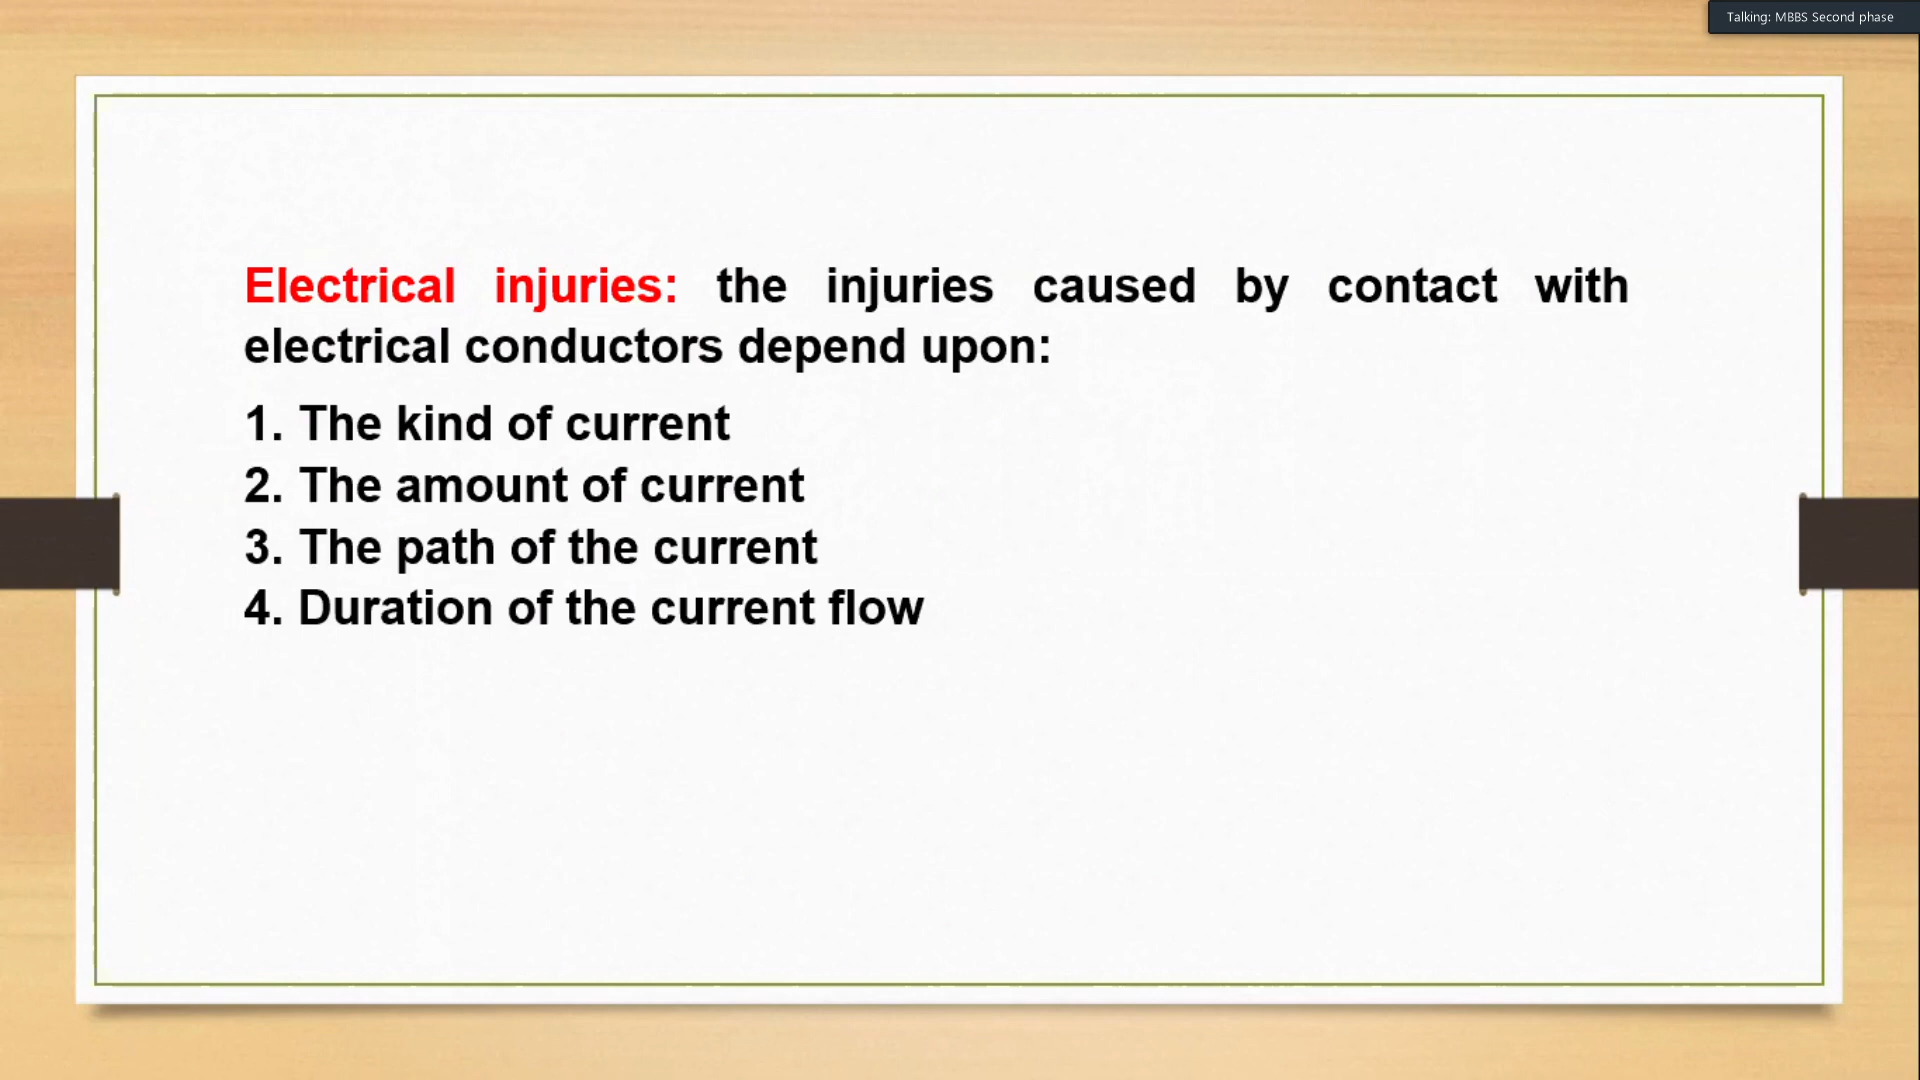 Talking: MBBS Second phase
Electrical injuries: the injuries caused by contact with
electrical conductors depend upon:
1. The kind of current
2. The amount of current
3. The path of the current
4. Duration of the current flow